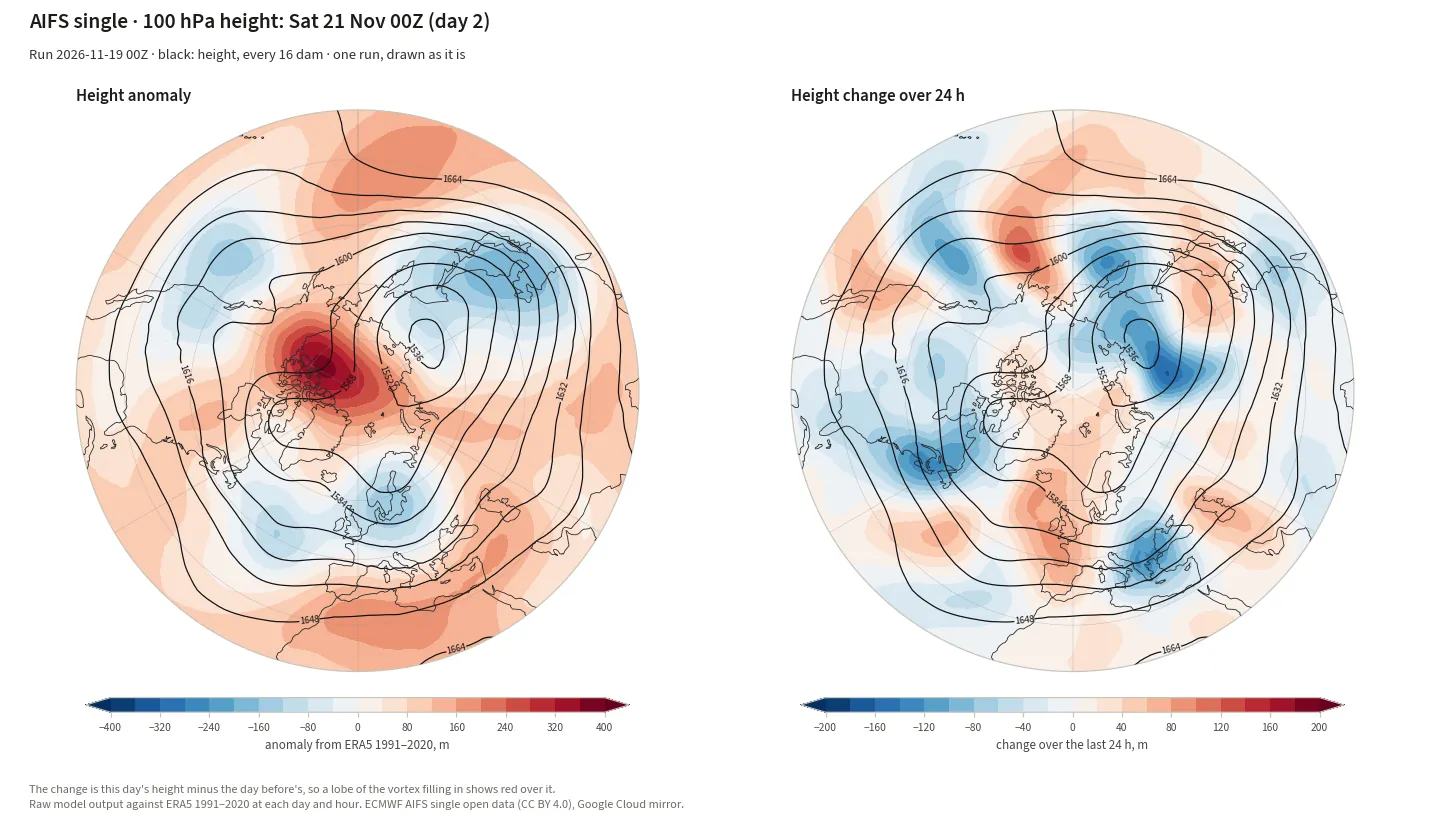 AIFS single · 100 hPa height: Sat 21 Nov 00Z (day 2)
Run 2026-11-19 00Z · black: height, every 16 dam · one run, drawn as it is
Height anomaly
Height change over 24 h
1664
1600
1536
1616
1568
1552
1632
1584
1648
1664
1664
1600
1536
1616
1568
1552
1632
1584
1648
1664
−400 −320 −240 −160 −80 0 80 160 240 320 400
anomaly from ERA5 1991–2020, m
−200 −160 −120 −80 −40 0 40 80 120 160 200
change over the last 24 h, m
The change is this day's height minus the day before's, so a lobe of the vortex filling in shows red over it.
Raw model output against ERA5 1991–2020 at each day and hour. ECMWF AIFS single open data (CC BY 4.0), Google Cloud mirror.